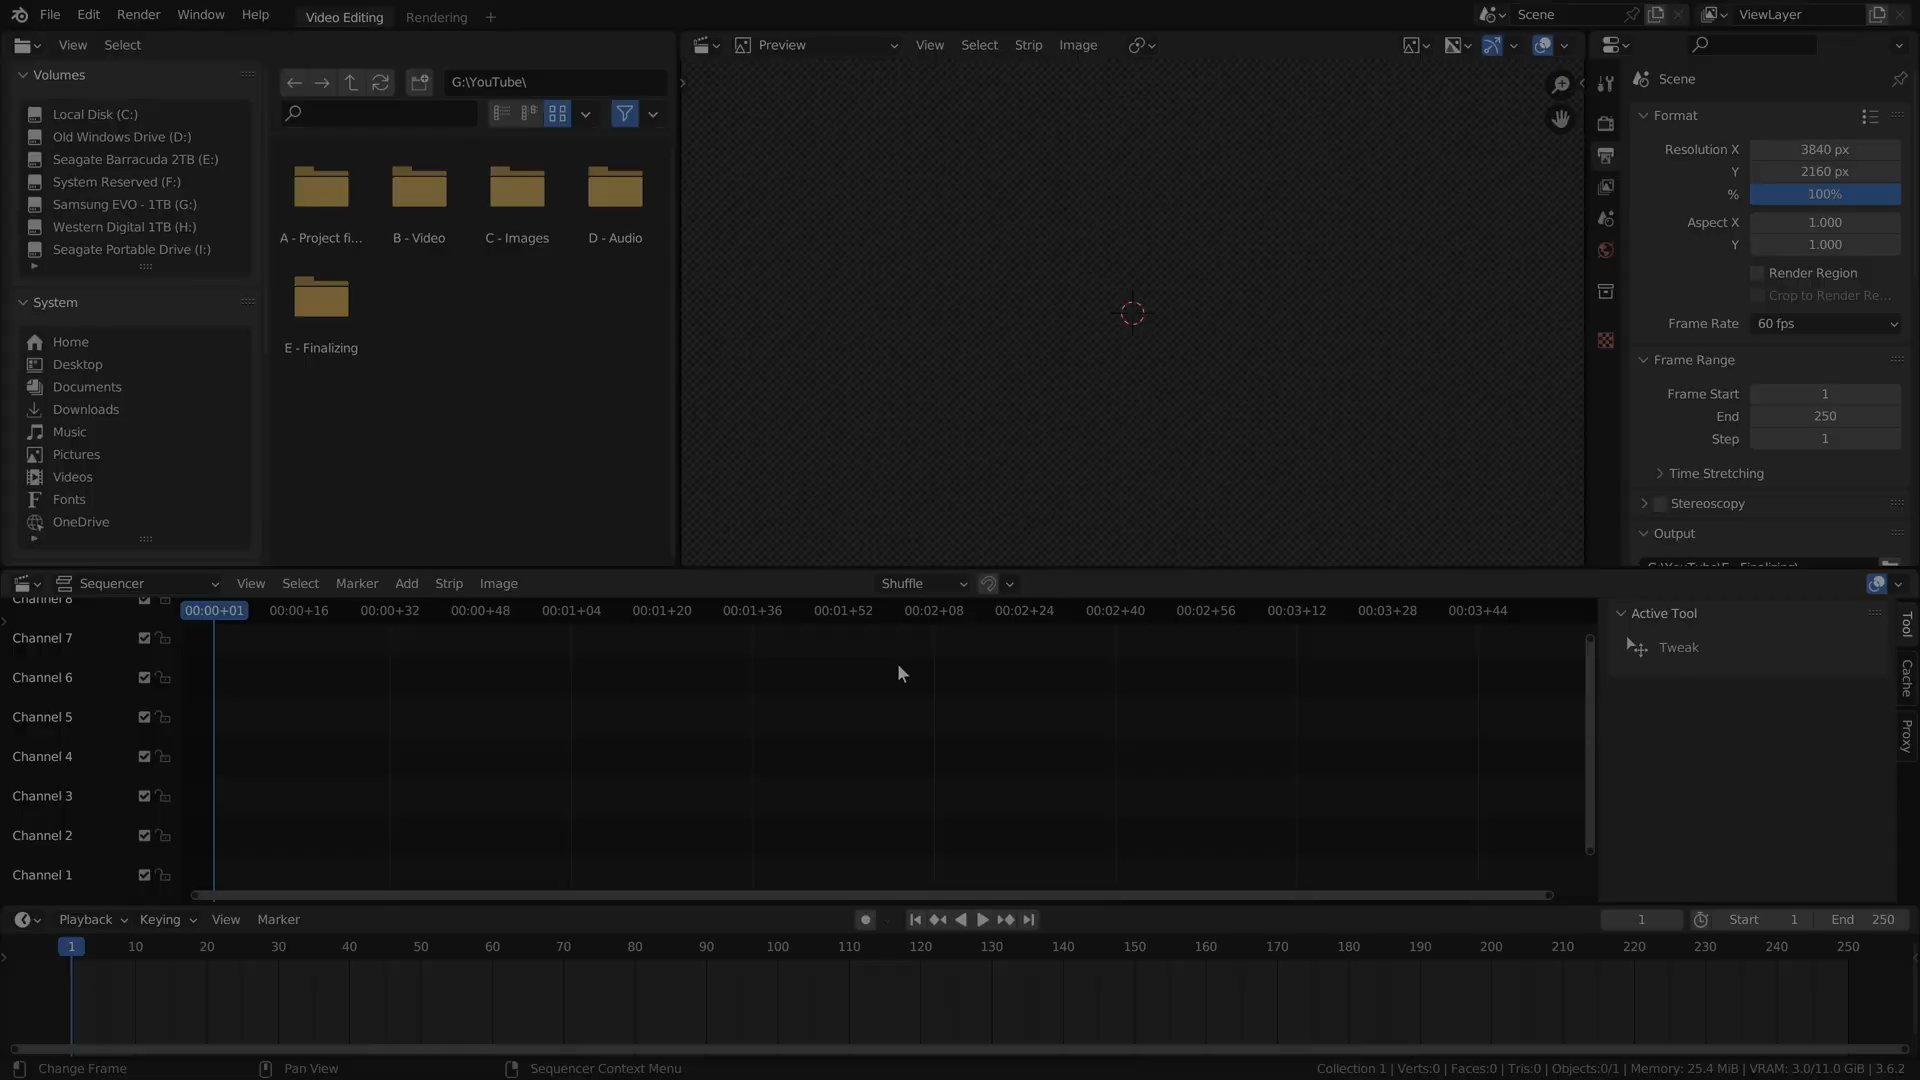 File Edit Render Window Help Video Editing Rendering + Scene ViewLayer
View Select
Preview View Select Strip Image
Volumes
G:\YouTube\
Scene
Local Disk (C:)
Old Windows Drive (D:)
Seagate Barracuda 2TB (E:)
System Reserved (F:)
Samsung EVO - 1TB (G:)
Western Digital 1TB (H:)
Seagate Portable Drive (I:)
A - Project fi... B - Video C - Images D - Audio
E - Finalizing
System
Home
Desktop
Documents
Downloads
Music
Pictures
Videos
Fonts
OneDrive
Format
Resolution X 3840 px
Y 2160 px
% 100%
Aspect X 1.000
Y 1.000
Render Region
Crop to Render Re...
Frame Rate 60 fps
Frame Range
Frame Start 1
End 250
Step 1
Time Stretching
Stereoscopy
Output
G:\YouTube\E - Finalizing\
Sequencer View Select Marker Add Strip Image Shuffle
Channel 8 00:00+01 00:00+16 00:00+32 00:00+48 00:01+04 00:01+20 00:01+36 00:01+52 00:02+08 00:02+24 00:02+40 00:02+56 00:03+12 00:03+28 00:03+44
Channel 7
Channel 6
Channel 5
Channel 4
Channel 3
Channel 2
Channel 1
Active Tool
Tweak
Tool
Cache
Proxy
Playback Keying View Marker 1 Start 1 End 250
1 10 20 30 40 50 60 70 80 90 100 110 120 130 140 150 160 170 180 190 200 210 220 230 240 250
Change Frame Pan View Sequencer Context Menu Collection 1 | Verts:0 | Faces:0 | Tris:0 | Objects:0/1 | Memory: 25.4 MiB | VRAM: 3.0/11.0 GiB | 3.6.2